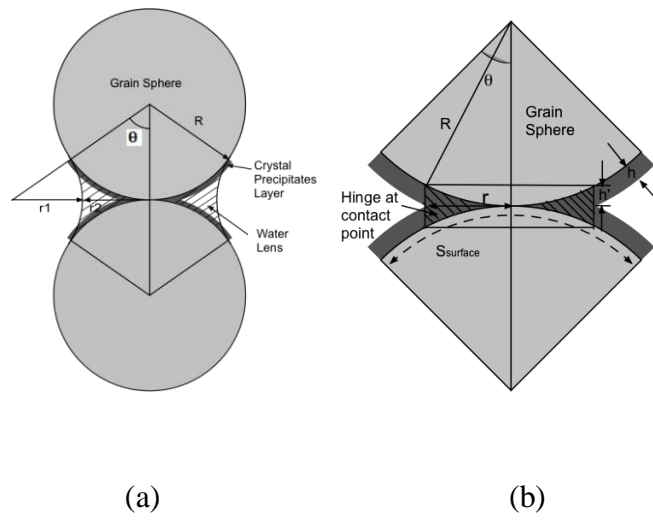 Grain Sphere
θ
R
Crystal
Precipitates
Layer
r1
r2
Water
Lens
θ
R
Grain
Sphere
h
h'
Hinge at
contact
point
r
Ssurface
(a)
(b)